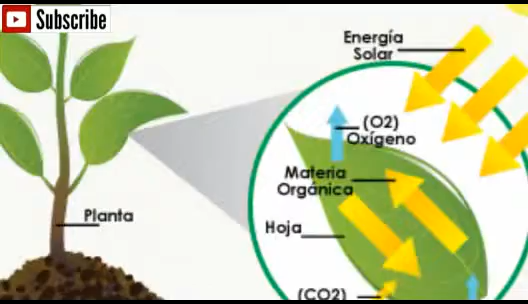 Subscribe
Energía
Solar
(O2)
Oxígeno
Materia
Orgánica
Planta
Hoja
(CO2)